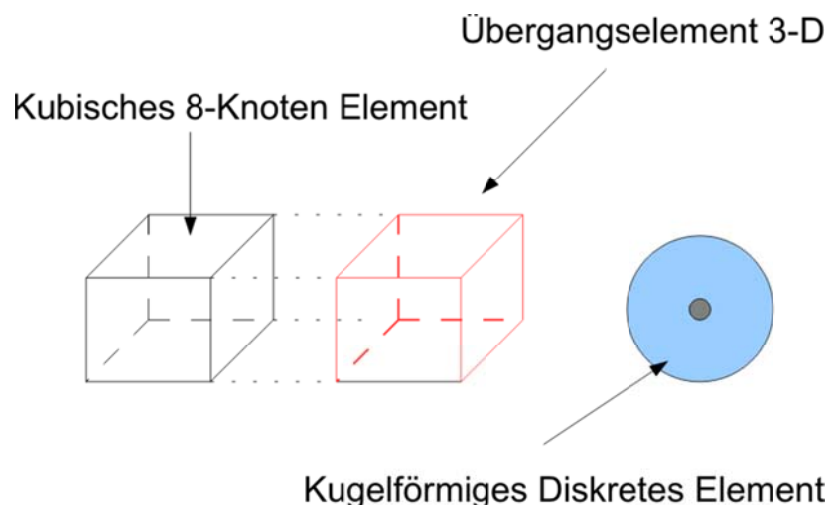 Übergangselement 3-D
Kubisches 8-Knoten Element
Kugelförmiges Diskretes Element